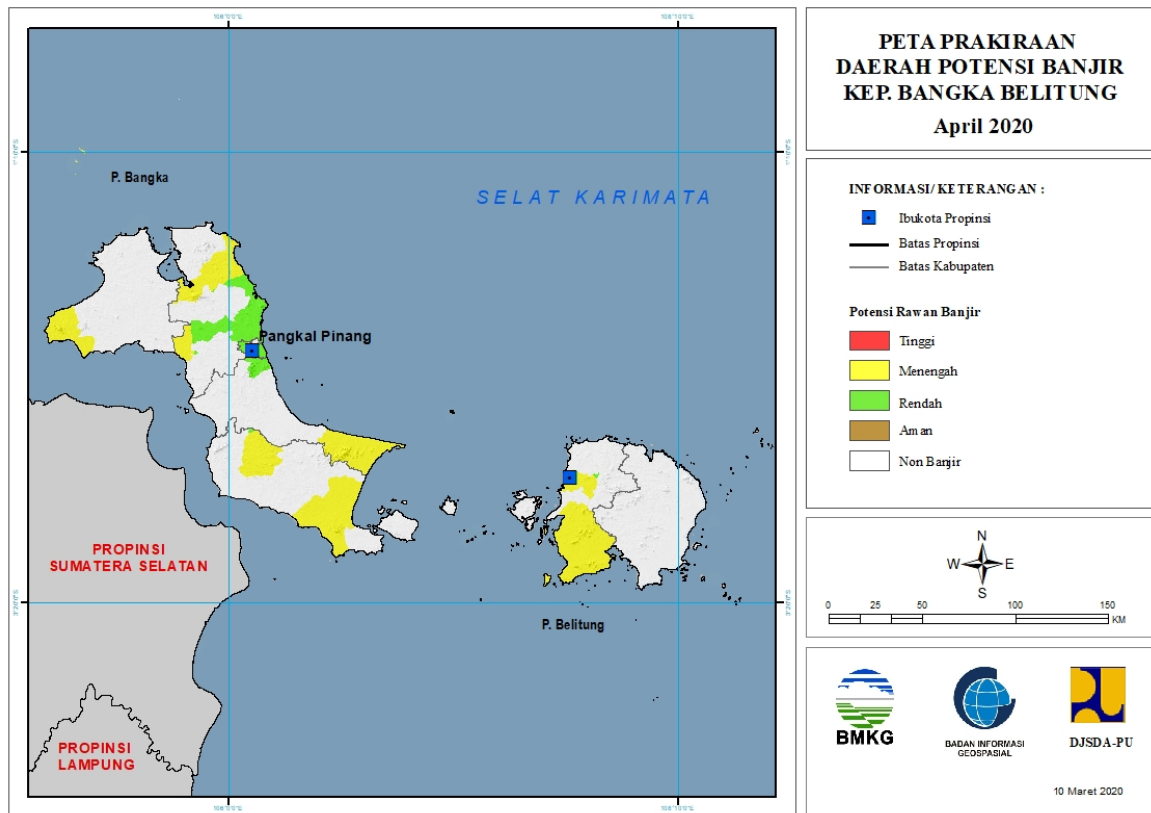 PETA PRAKIRAAN
DAERAH POTENSI BANJIR
KEP. BANGKA BELITUNG
April 2020
P. Bangka
SELAT KARIMATA
Pangkal Pinang
P. Belitung
PROPINSI
SUMATERA SELATAN
PROPINSI
LAMPUNG
INFORMASI/ KETERANGAN :
Ibukota Propinsi
Batas Propinsi
Batas Kabupaten
Potensi Rawan Banjir
Tinggi
Menengah
Rendah
Aman
Non Banjir
N
W E
S
0 25 50 100 150
KM
BMKG
BADAN INFORMASI
GEOSPASIAL
DJSDA-PU
10 Maret 2020